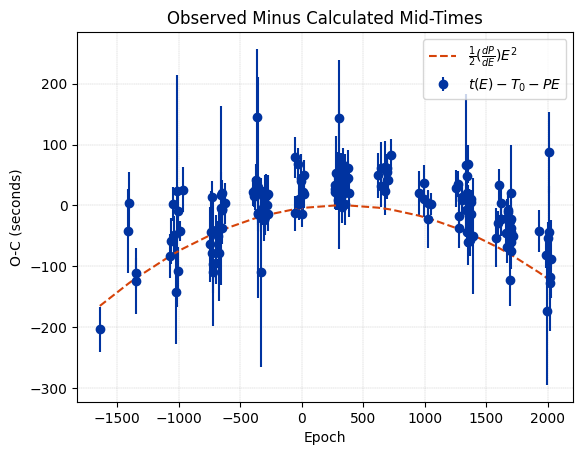 Observed Minus Calculated Mid-Times
$\frac{1}{2}(\frac{dP}{dE})E^2$
$t(E) - T_0 - PE$
O-C (seconds)
200
100
0
−100
−200
−300
−1500 −1000 −500 0 500 1000 1500 2000
Epoch